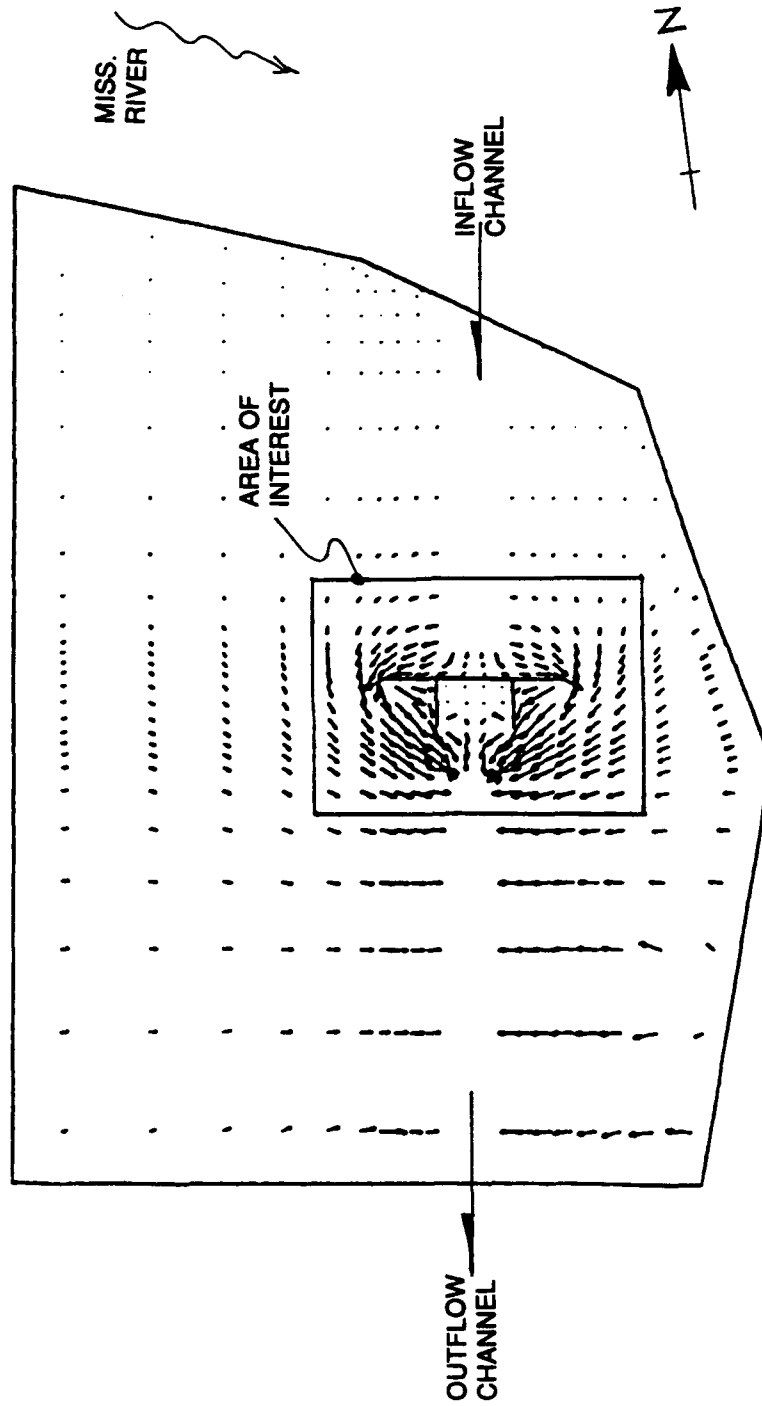 MISS.
RIVER
N
INFLOW
CHANNEL
AREA OF
INTEREST
OUTFLOW
CHANNEL